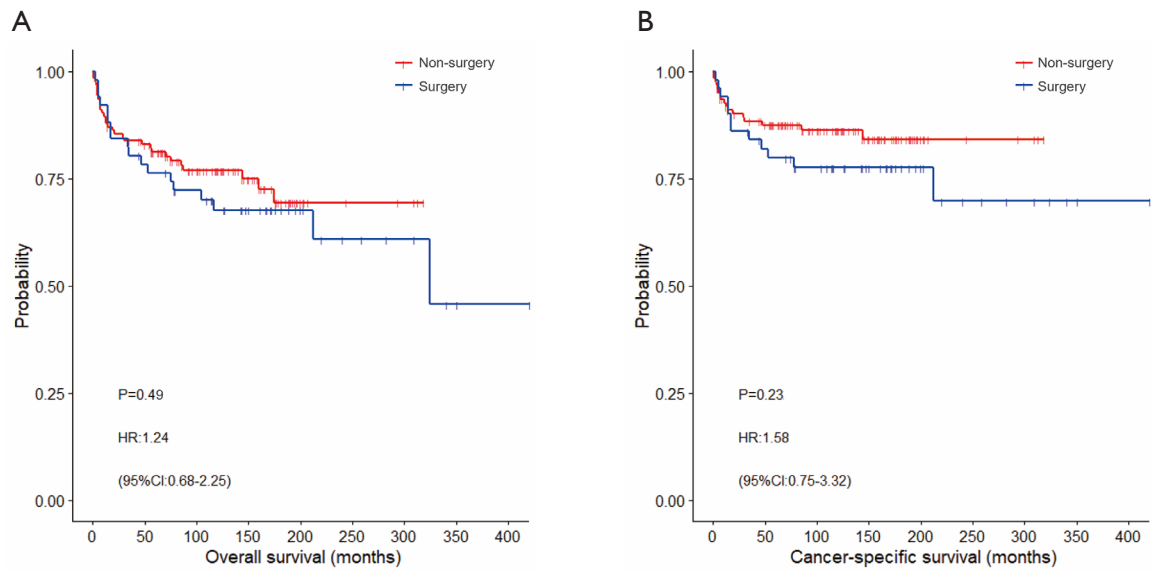 A
Non-surgery
Surgery
1.00
0.75
0.50
0.25
0.00
Probability
P=0.49
HR:1.24
(95%CI:0.68-2.25)
0 50 100 150 200 250 300 350 400
Overall survival (months)
B
Non-surgery
Surgery
1.00
0.75
0.50
0.25
0.00
Probability
P=0.23
HR:1.58
(95%CI:0.75-3.32)
0 50 100 150 200 250 300 350 400
Cancer-specific survival (months)